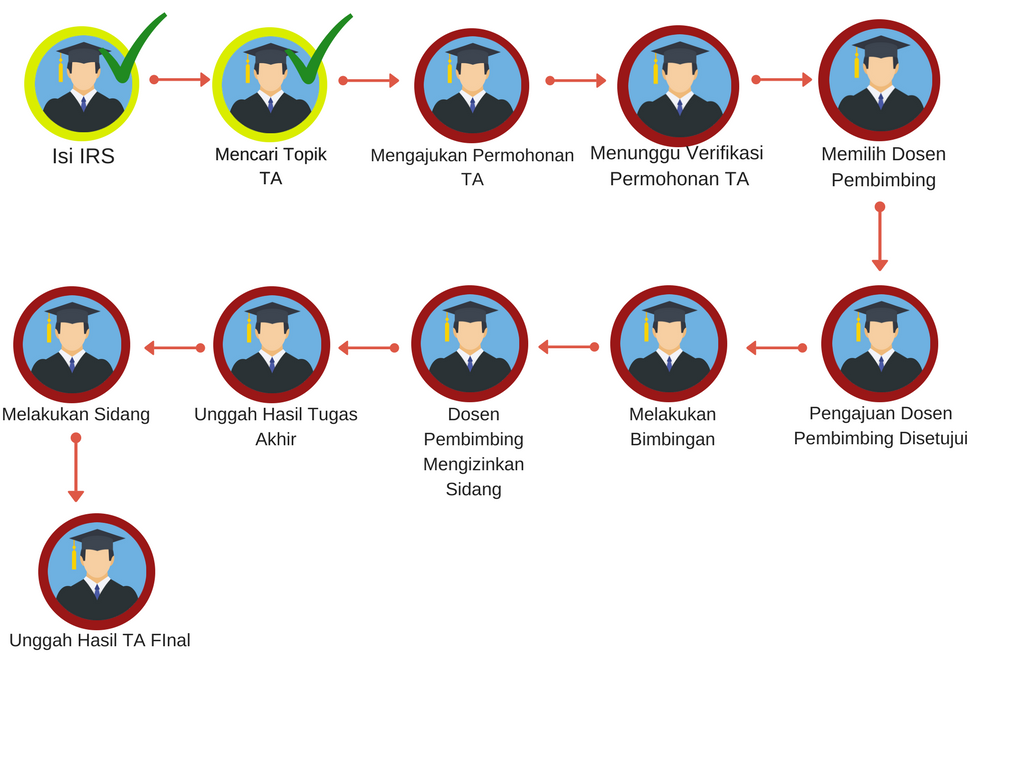 Isi IRS
Mencari Topik
TA
Mengajukan Permohonan
TA
Menunggu Verifikasi
Permohonan TA
Memilih Dosen
Pembimbing
Pengajuan Dosen
Pembimbing Disetujui
Melakukan
Bimbingan
Dosen
Pembimbing
Mengizinkan
Sidang
Unggah Hasil Tugas
Akhir
Melakukan Sidang
Unggah Hasil TA FInal